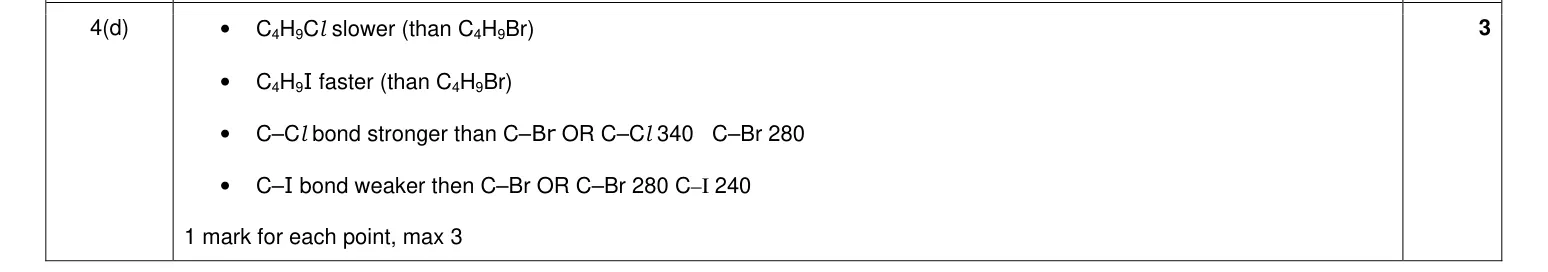 4(d)
• C₄H₉Cl slower (than C₄H₉Br)
3
• C₄H₉I faster (than C₄H₉Br)
• C–Cl bond stronger than C–Br OR C–Cl 340 C–Br 280
• C–I bond weaker then C–Br OR C–Br 280 C–I 240
1 mark for each point, max 3